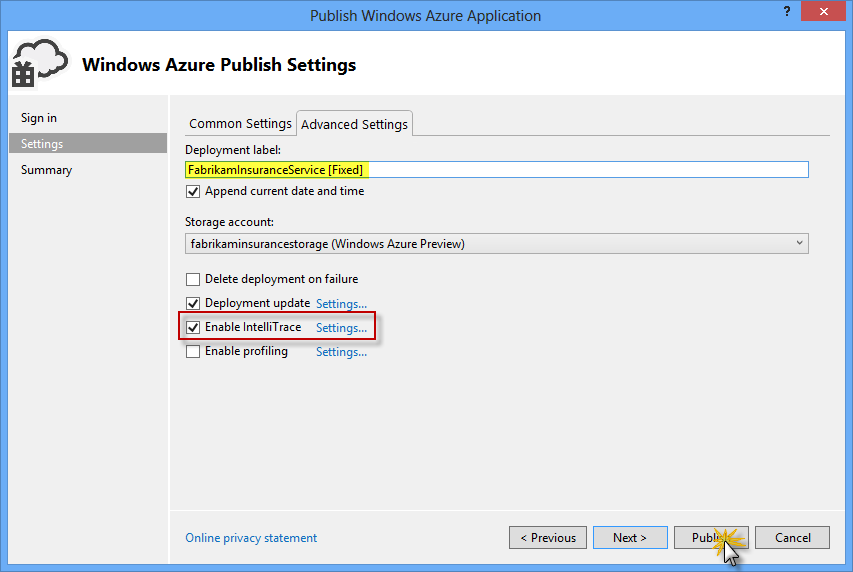 Publish Windows Azure Application
?
Windows Azure Publish Settings
Sign in
Settings
Summary
Common Settings
Advanced Settings
Deployment label:
FabrikamInsuranceService [Fixed]
Append current date and time
Storage account:
fabrikaminsurancestorage (Windows Azure Preview)
Delete deployment on failure
Deployment update Settings...
Enable IntelliTrace Settings...
Enable profiling Settings...
Online privacy statement
< Previous
Next >
Publish
Cancel